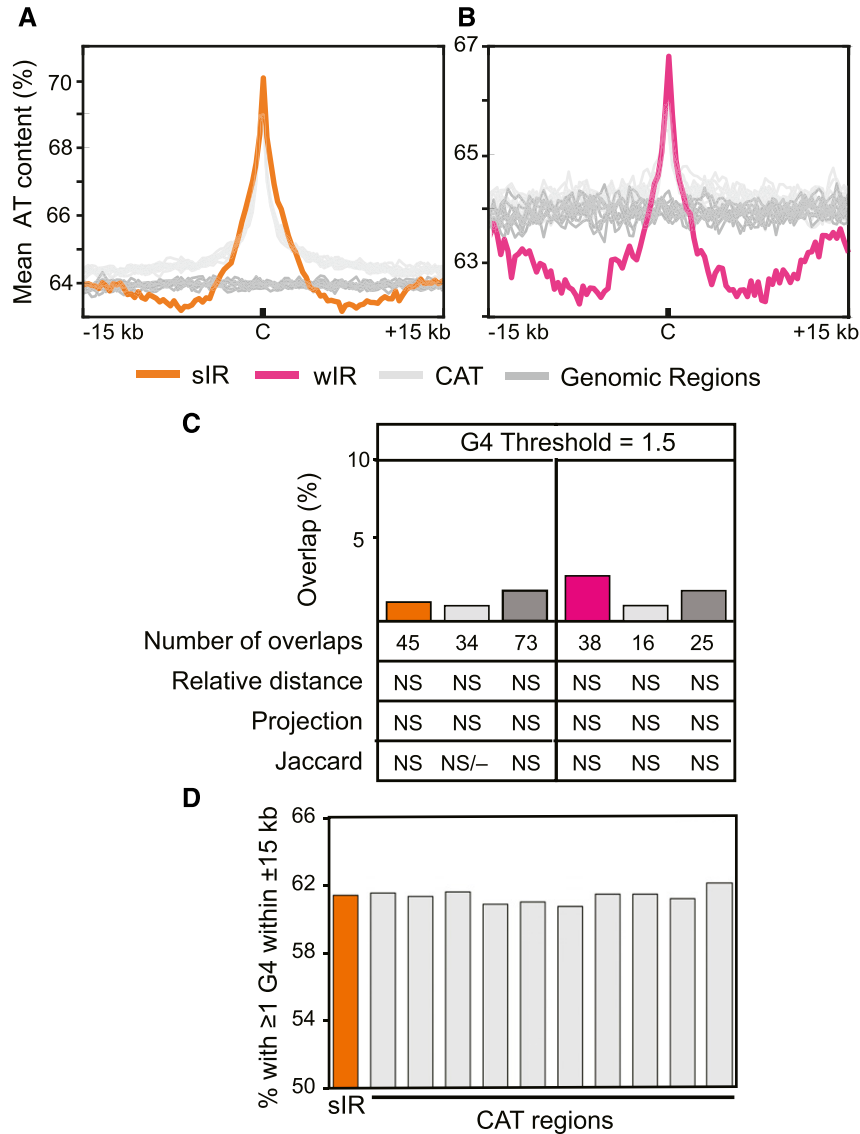 A
B
Mean AT content (%)
70
68
66
64
67
65
63
-15 kb C +15 kb
-15 kb C +15 kb
sIR wIR CAT Genomic Regions
C
G4 Threshold = 1.5
Overlap (%)
10
5
Number of overlaps 45 34 73 38 16 25
Relative distance NS NS NS NS NS NS
Projection NS NS NS NS NS NS
Jaccard NS NS/– NS NS NS NS
D
% with ≥1 G4 within ±15 kb
66
62
58
54
50
sIR
CAT regions